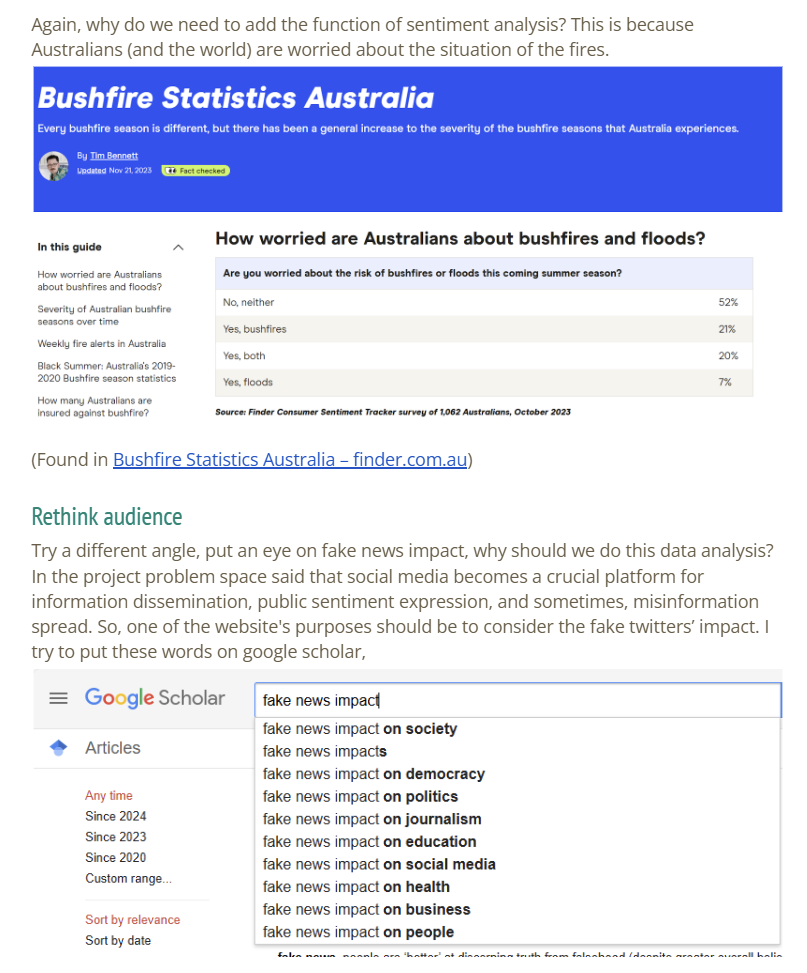 Again, why do we need to add the function of sentiment analysis? This is because
Australians (and the world) are worried about the situation of the fires.
Bushfire Statistics Australia
Every bushfire season is different, but there has been a general increase to the severity of the bushfire seasons that Australia experiences.
By Tim Bennett
Updated Nov 21, 2023 Fact checked
In this guide
How worried are Australians
about bushfires and floods?
Severity of Australian bushfire
seasons over time
Weekly fire alerts in Australia
Black Summer: Australia's 2019-
2020 Bushfire season statistics
How many Australians are
insured against bushfire?
How worried are Australians about bushfires and floods?
Are you worried about the risk of bushfires or floods this coming summer season?
No, neither 52%
Yes, bushfires 21%
Yes, both 20%
Yes, floods 7%
Source: Finder Consumer Sentiment Tracker survey of 1,062 Australians, October 2023
(Found in Bushfire Statistics Australia – finder.com.au)
Rethink audience
Try a different angle, put an eye on fake news impact, why should we do this data analysis?
In the project problem space said that social media becomes a crucial platform for
information dissemination, public sentiment expression, and sometimes, misinformation
spread. So, one of the website's purposes should be to consider the fake twitters’ impact. I
try to put these words on google scholar,
Google Scholar
fake news impact
Articles
Any time
Since 2024
Since 2023
Since 2020
Custom range...
Sort by relevance
Sort by date
fake news impact on society
fake news impacts
fake news impact on democracy
fake news impact on politics
fake news impact on journalism
fake news impact on education
fake news impact on social media
fake news impact on health
fake news impact on business
fake news impact on people
fake news, people are 'better' at discerning truth from falsehood (despite greater overall